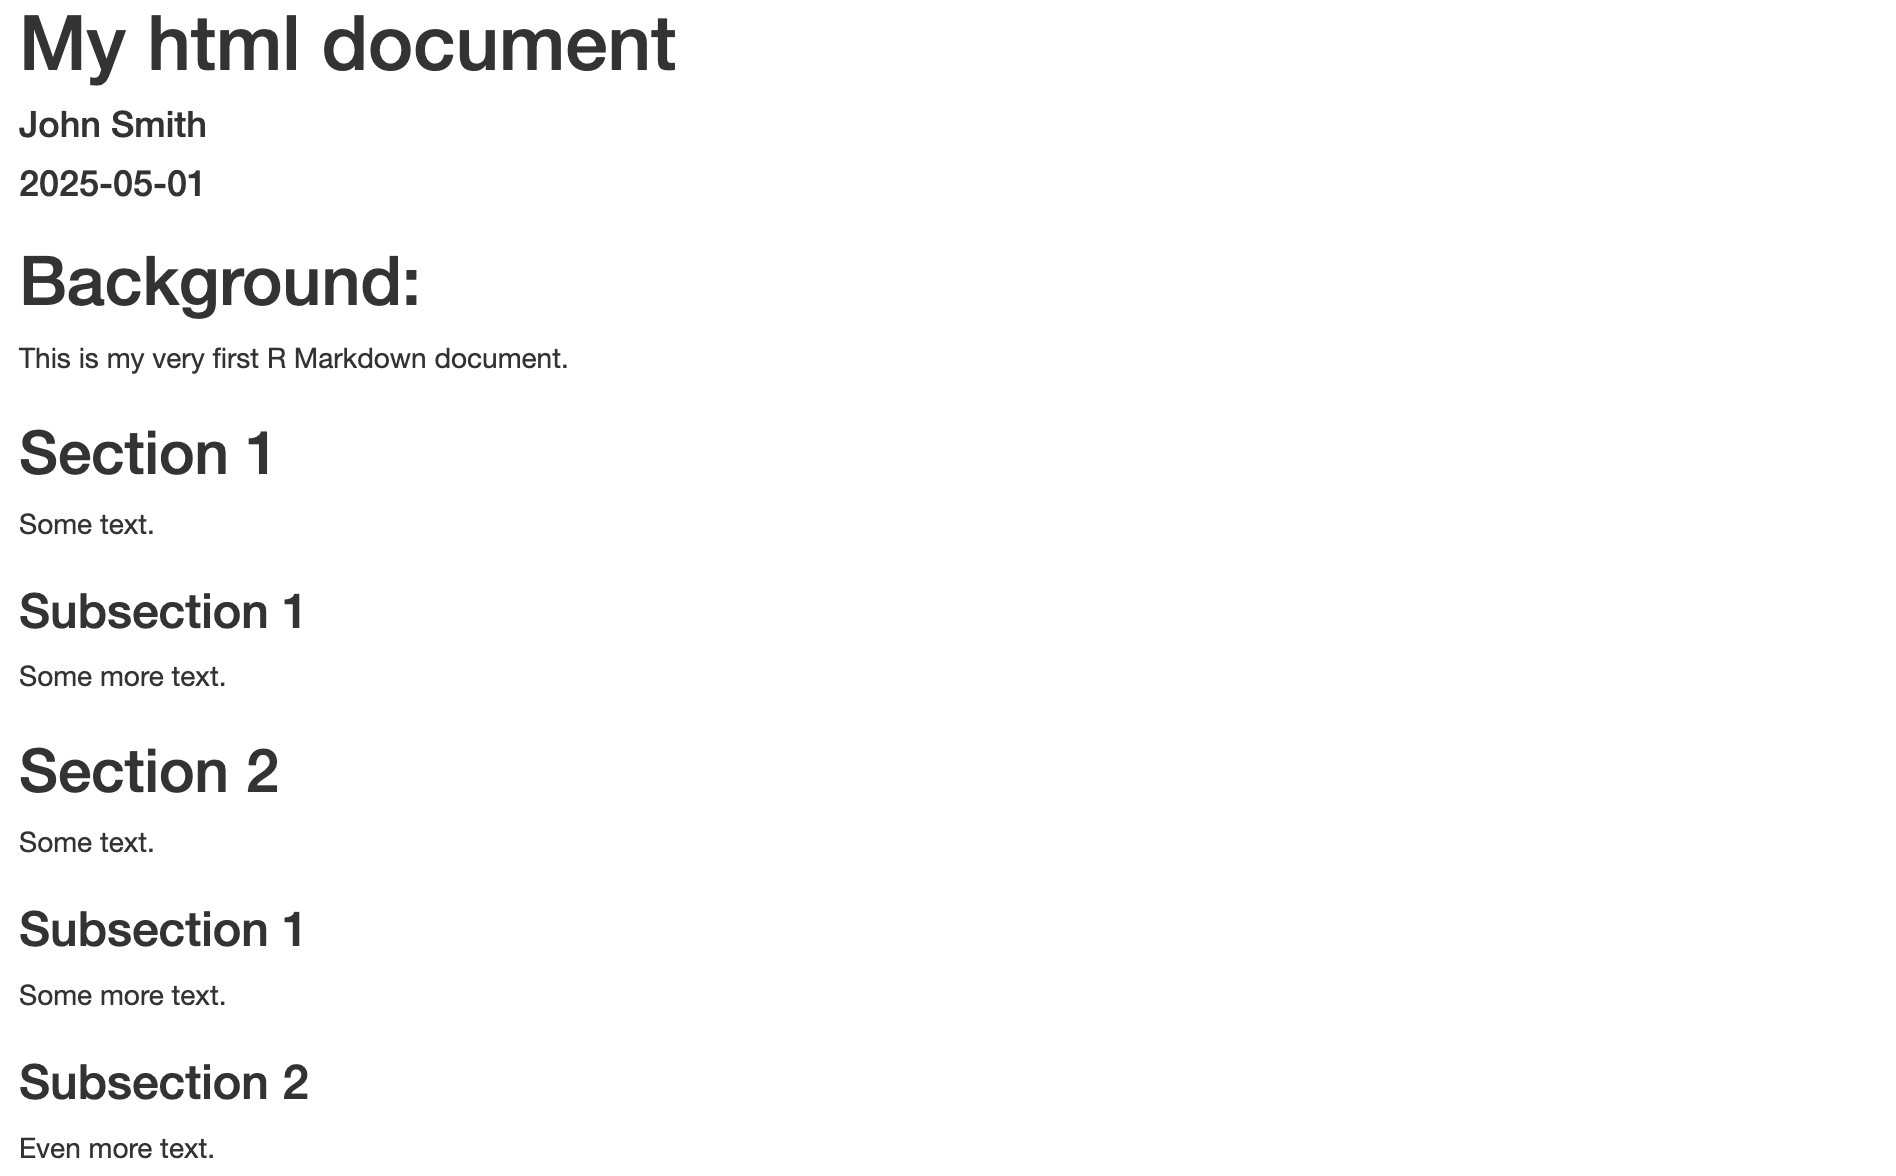 My html document
John Smith
2025-05-01
Background:
This is my very first R Markdown document.
Section 1
Some text.
Subsection 1
Some more text.
Section 2
Some text.
Subsection 1
Some more text.
Subsection 2
Even more text.